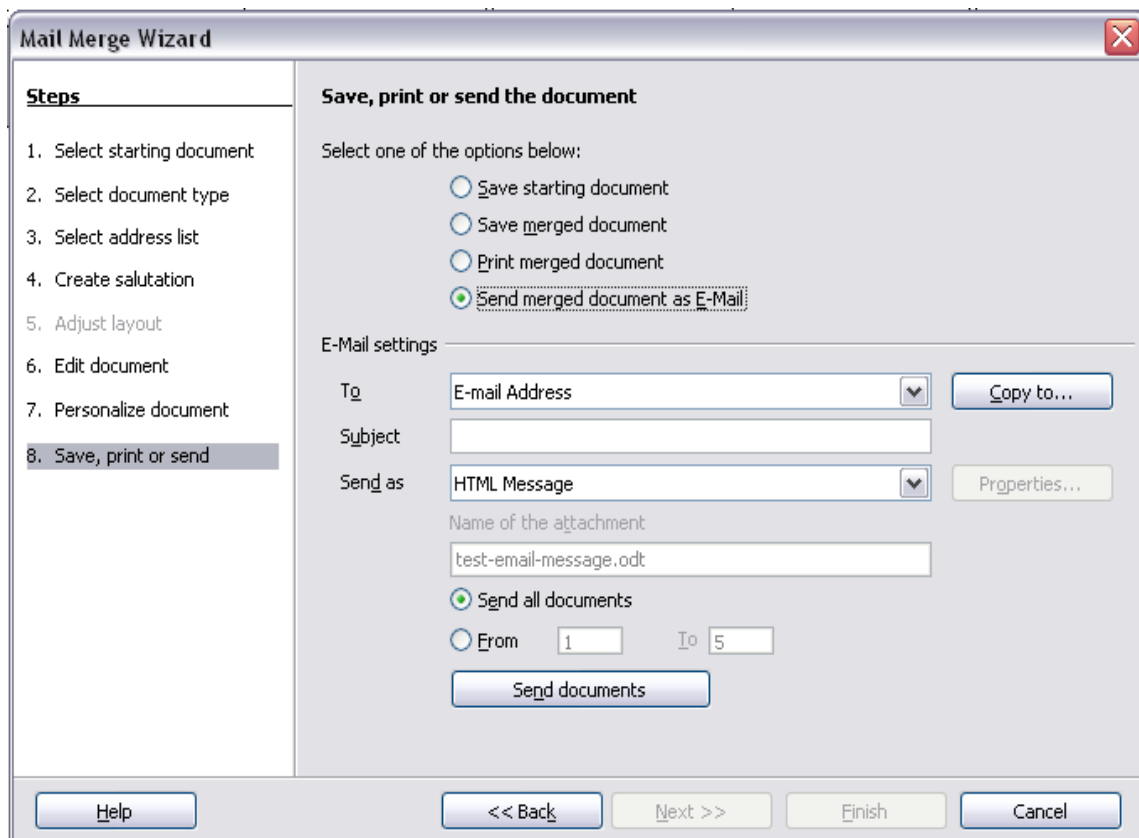 Mail Merge Wizard
Steps
1. Select starting document
2. Select document type
3. Select address list
4. Create salutation
5. Adjust layout
6. Edit document
7. Personalize document
8. Save, print or send
Save, print or send the document
Select one of the options below:
Save starting document
Save merged document
Print merged document
Send merged document as E-Mail
E-Mail settings
To E-mail Address Copy to...
Subject
Send as HTML Message Properties...
Name of the attachment
test-email-message.odt
Send all documents
From 1 To 5
Send documents
Help << Back Next >> Finish Cancel